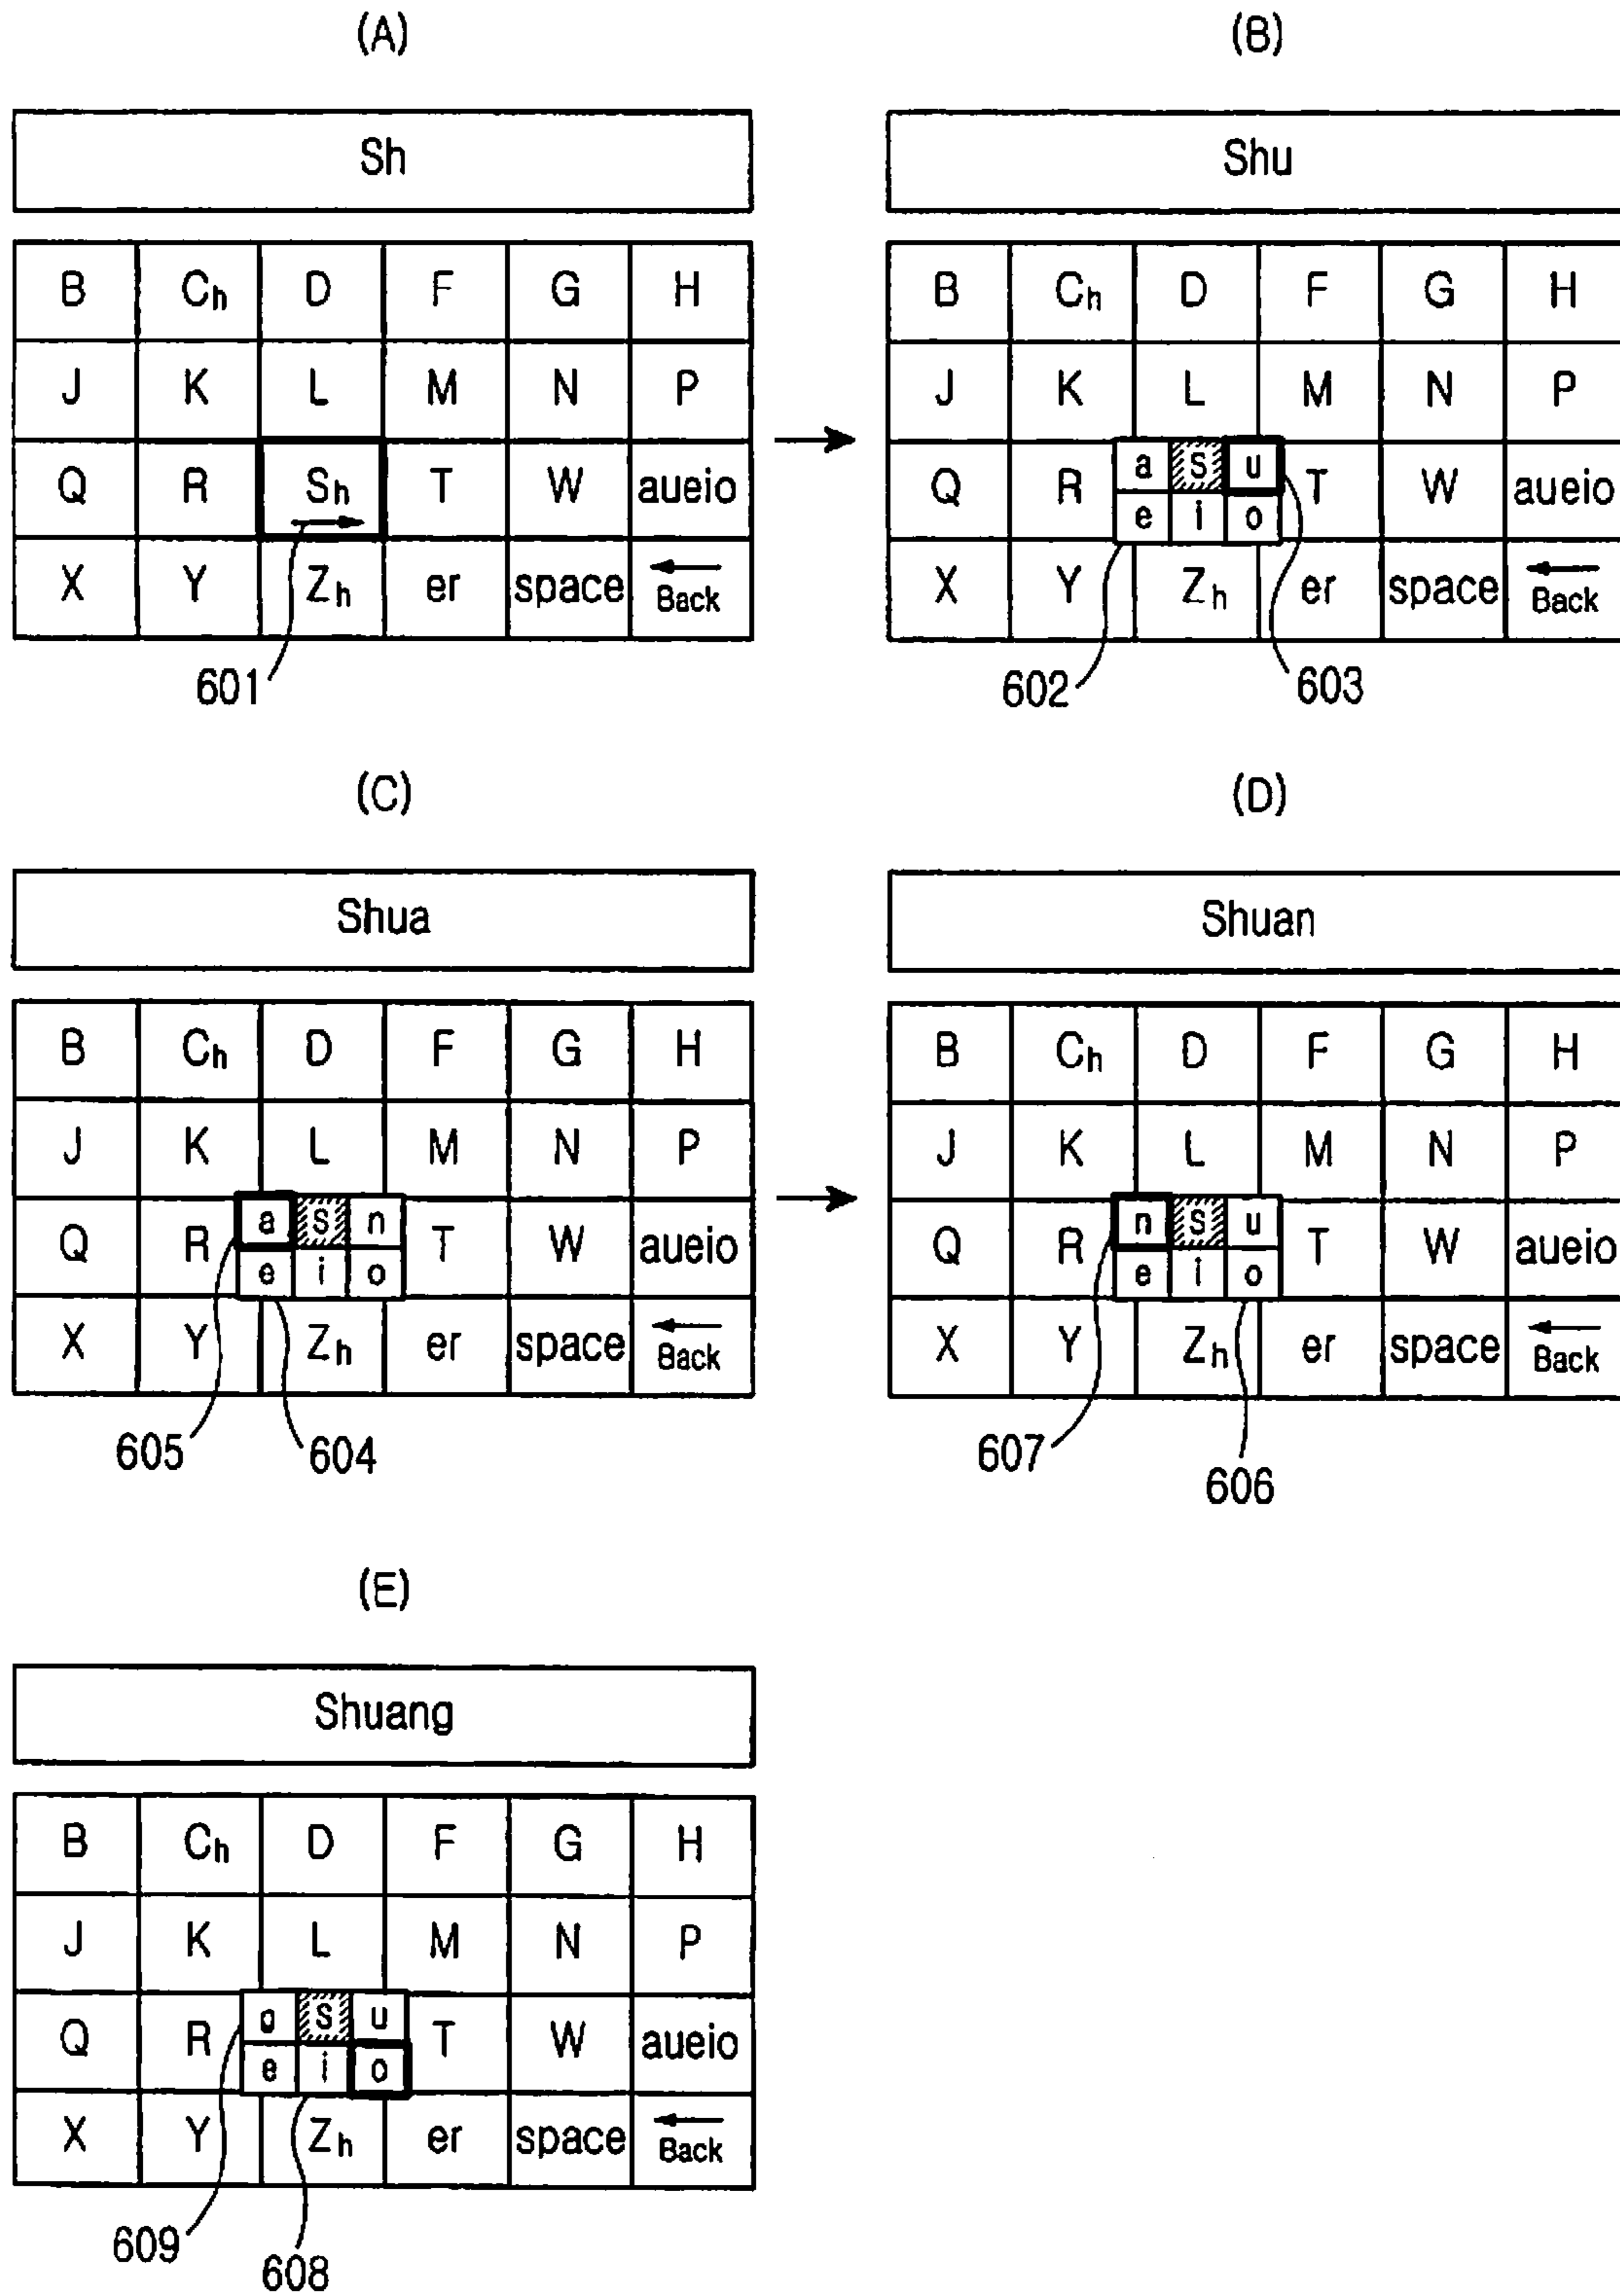 (A)
Sh
B Ch D F G H
J K L M N P
Q R Sh T W aueio
X Y Zh er space Back
601
(B)
Shu
B Ch D F G H
J K L M N P
Q R a s u T W aueio
e i o
X Y Zh er space Back
602 603
(C)
Shua
B Ch D F G H
J K L M N P
Q R a s n T W aueio
e i o
X Y Zh er space Back
605 604
(D)
Shuan
B Ch D F G H
J K L M N P
Q R n s u T W aueio
e i o
X Y Zh er space Back
607 606
(E)
Shuang
B Ch D F G H
J K L M N P
Q R g s u T W aueio
e i o
X Y Zh er space Back
609 608